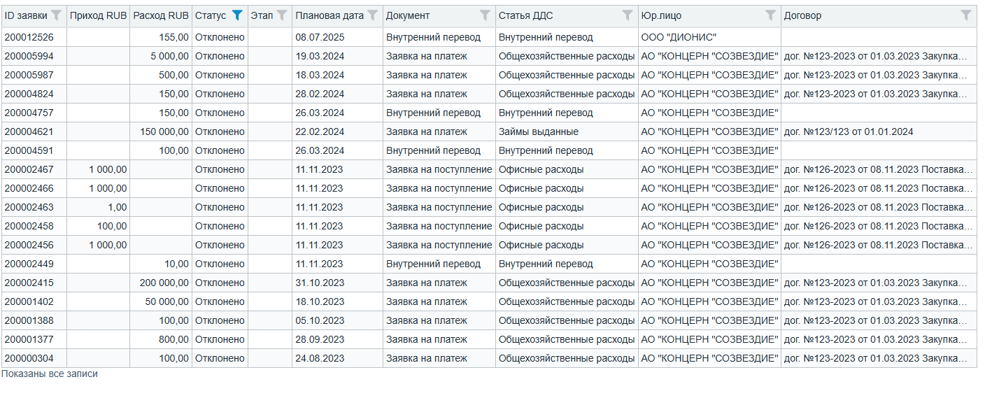 ID заявки Приход RUB Расход RUB Статус Этап Плановая дата Документ Статья ДДС Юр.лицо Договор
200012526 155,00 Отклонено 08.07.2025 Внутренний перевод Внутренний перевод ООО "ДИОНИС"
200005994 5 000,00 Отклонено 19.03.2024 Заявка на платеж Общехозяйственные расходы АО "КОНЦЕРН "СОЗВЕЗДИЕ" дог. №123-2023 от 01.03.2023 Закупка...
200005987 500,00 Отклонено 18.03.2024 Заявка на платеж Общехозяйственные расходы АО "КОНЦЕРН "СОЗВЕЗДИЕ" дог. №123-2023 от 01.03.2023 Закупка...
200004824 150,00 Отклонено 28.02.2024 Заявка на платеж Общехозяйственные расходы АО "КОНЦЕРН "СОЗВЕЗДИЕ" дог. №123-2023 от 01.03.2023 Закупка...
200004757 150,00 Отклонено 26.03.2024 Внутренний перевод Внутренний перевод АО "КОНЦЕРН "СОЗВЕЗДИЕ"
200004621 150 000,00 Отклонено 22.02.2024 Заявка на платеж Займы выданные АО "КОНЦЕРН "СОЗВЕЗДИЕ" дог. №123/123 от 01.01.2024
200004591 100,00 Отклонено 26.03.2024 Внутренний перевод Внутренний перевод АО "КОНЦЕРН "СОЗВЕЗДИЕ"
200002467 1 000,00 Отклонено 11.11.2023 Заявка на поступление Офисные расходы АО "КОНЦЕРН "СОЗВЕЗДИЕ" дог. №126-2023 от 08.11.2023 Поставка...
200002466 1 000,00 Отклонено 11.11.2023 Заявка на поступление Офисные расходы АО "КОНЦЕРН "СОЗВЕЗДИЕ" дог. №126-2023 от 08.11.2023 Поставка...
200002463 1,00 Отклонено 11.11.2023 Заявка на поступление Офисные расходы АО "КОНЦЕРН "СОЗВЕЗДИЕ" дог. №126-2023 от 08.11.2023 Поставка...
200002458 100,00 Отклонено 11.11.2023 Заявка на поступление Офисные расходы АО "КОНЦЕРН "СОЗВЕЗДИЕ" дог. №126-2023 от 08.11.2023 Поставка...
200002456 1 000,00 Отклонено 11.11.2023 Заявка на поступление Офисные расходы АО "КОНЦЕРН "СОЗВЕЗДИЕ" дог. №126-2023 от 08.11.2023 Поставка...
200002449 10,00 Отклонено 11.11.2023 Внутренний перевод Внутренний перевод АО "КОНЦЕРН "СОЗВЕЗДИЕ"
200002415 200 000,00 Отклонено 31.10.2023 Заявка на платеж Общехозяйственные расходы АО "КОНЦЕРН "СОЗВЕЗДИЕ" дог. №123-2023 от 01.03.2023 Закупка...
200001402 50 000,00 Отклонено 18.10.2023 Заявка на платеж Общехозяйственные расходы АО "КОНЦЕРН "СОЗВЕЗДИЕ" дог. №123-2023 от 01.03.2023 Закупка...
200001388 100,00 Отклонено 05.10.2023 Заявка на платеж Общехозяйственные расходы АО "КОНЦЕРН "СОЗВЕЗДИЕ" дог. №123-2023 от 01.03.2023 Закупка...
200001377 800,00 Отклонено 28.09.2023 Заявка на платеж Общехозяйственные расходы АО "КОНЦЕРН "СОЗВЕЗДИЕ" дог. №123-2023 от 01.03.2023 Закупка...
200000304 100,00 Отклонено 24.08.2023 Заявка на платеж Общехозяйственные расходы АО "КОНЦЕРН "СОЗВЕЗДИЕ" дог. №123-2023 от 01.03.2023 Закупка...
Показаны все записи